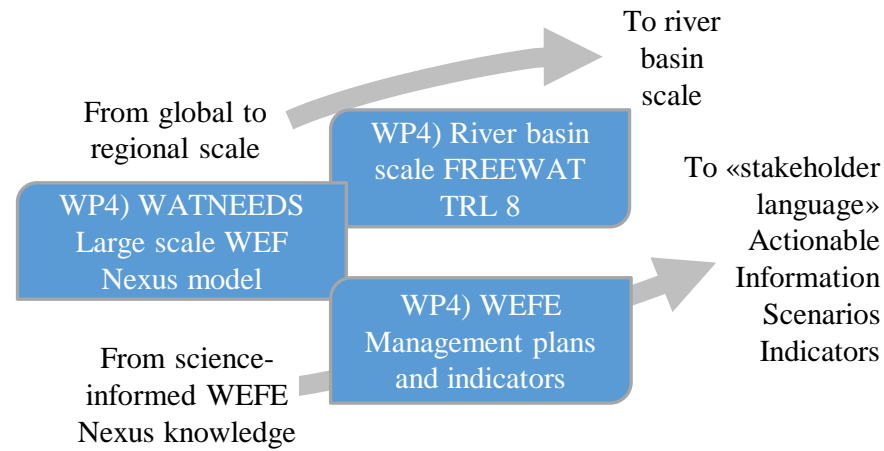 To river
basin
scale
From global to
regional scale
WP4) River basin
scale FREEWAT
TRL 8
WP4) WATNEEDS
Large scale WEF
Nexus model
To «stakeholder
language»
Actionable
Information
Scenarios
Indicators
WP4) WEFE
Management plans
and indicators
From science-
informed WEFE
Nexus knowledge